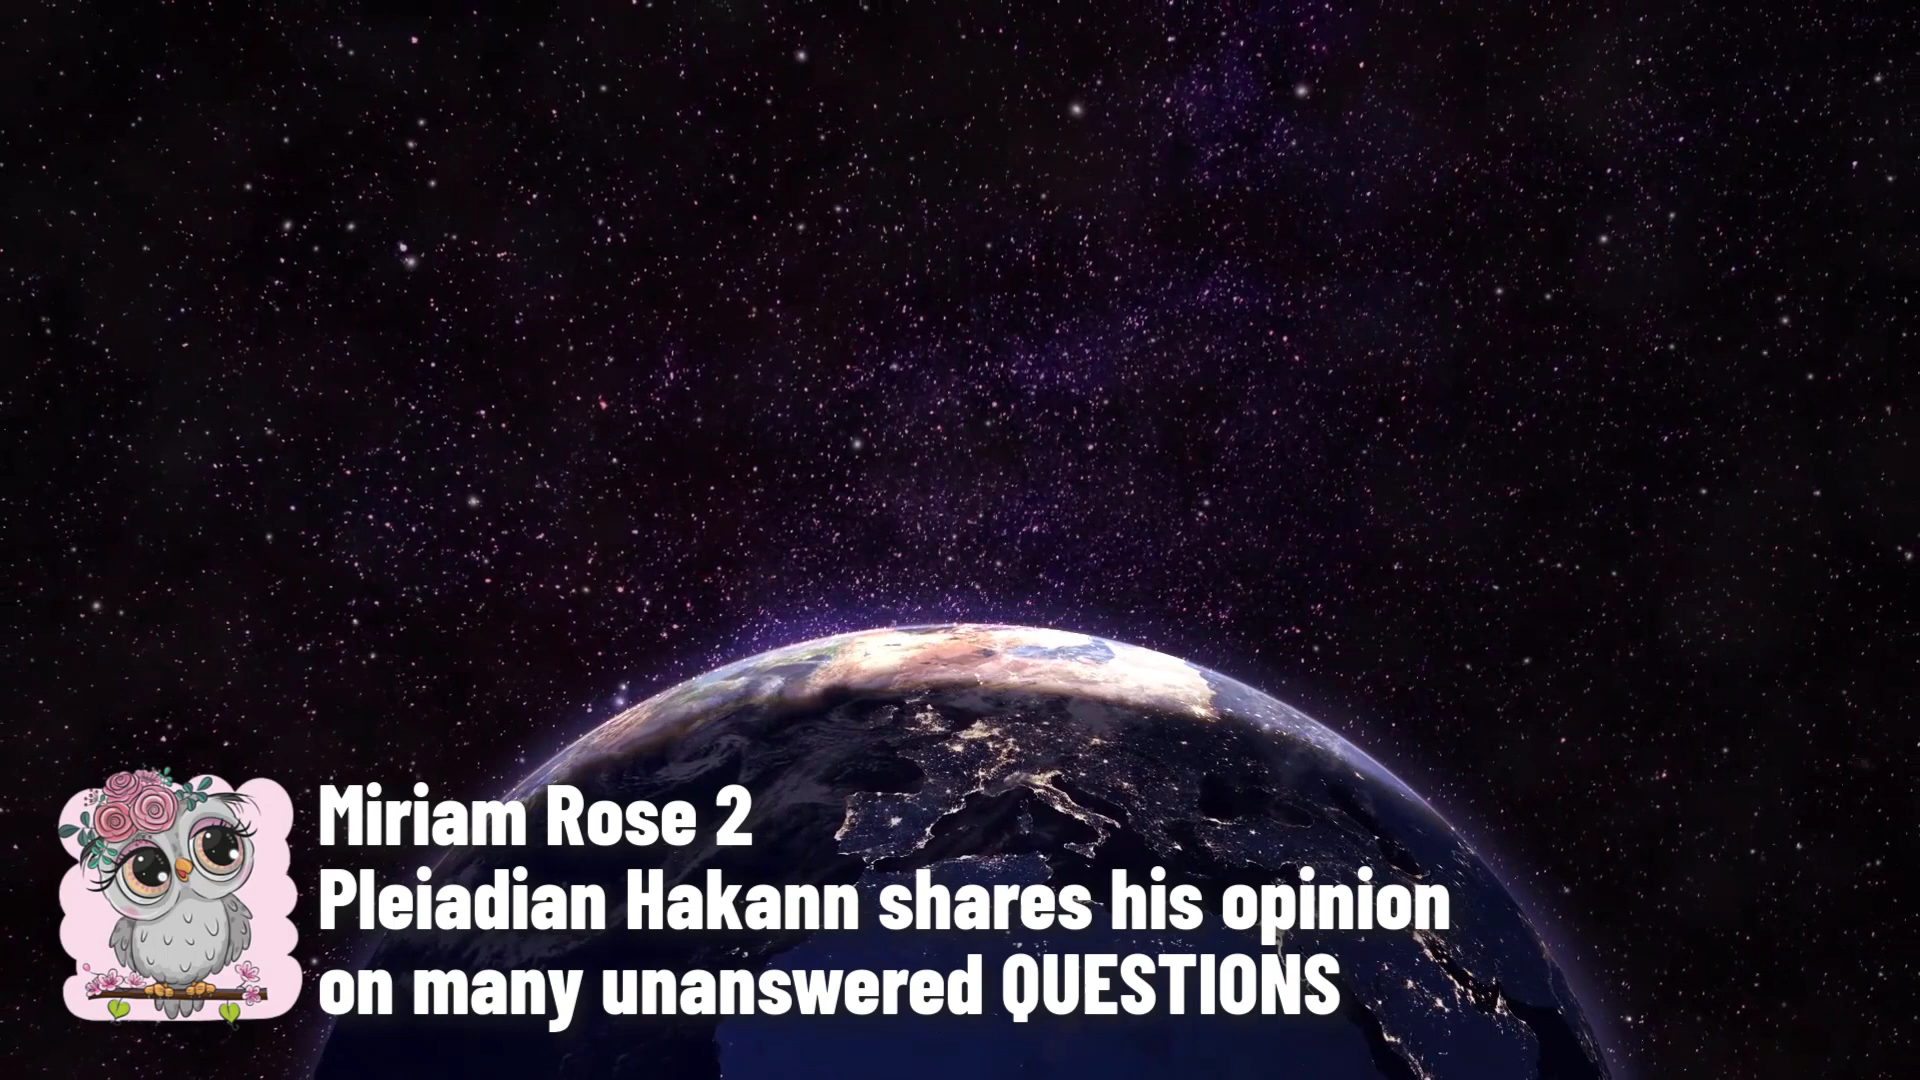 Miriam Rose 2
Pleiadian Hakann shares his opinion
on many unanswered QUESTIONS